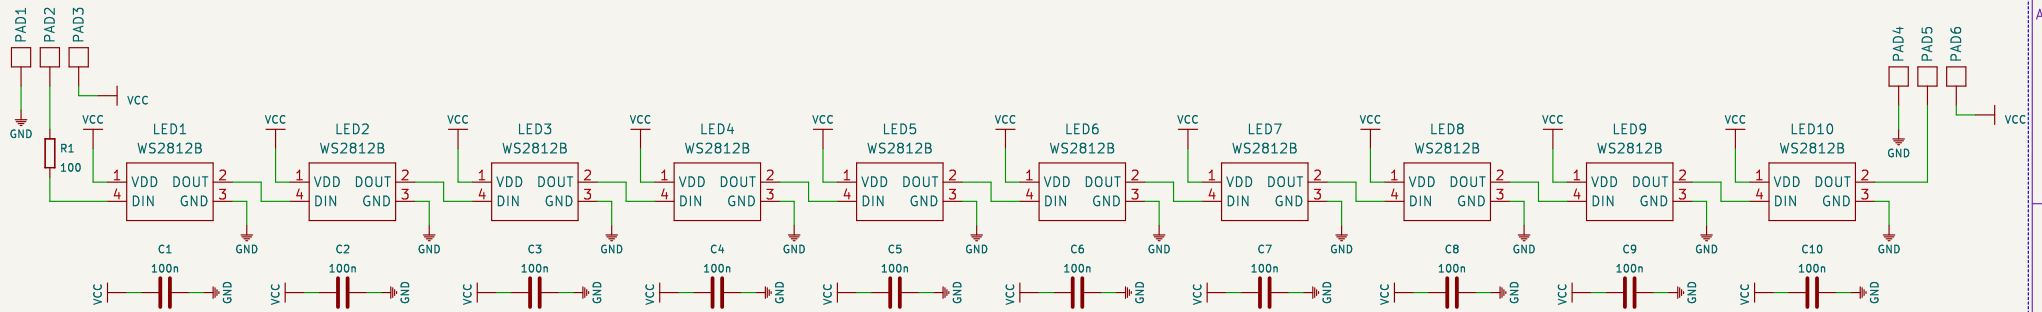 PAD1 PAD2 PAD3
PAD4 PAD5 PAD6
A
VCC
VCC
GND
R1
100
VCC VCC VCC VCC VCC VCC VCC VCC VCC VCC
LED1 LED2 LED3 LED4 LED5 LED6 LED7 LED8 LED9 LED10
WS2812B WS2812B WS2812B WS2812B WS2812B WS2812B WS2812B WS2812B WS2812B WS2812B
GND
1 VDD DOUT 2 1 VDD DOUT 2 1 VDD DOUT 2 1 VDD DOUT 2 1 VDD DOUT 2 1 VDD DOUT 2 1 VDD DOUT 2 1 VDD DOUT 2 1 VDD DOUT 2 1 VDD DOUT 2
4 DIN GND 3 4 DIN GND 3 4 DIN GND 3 4 DIN GND 3 4 DIN GND 3 4 DIN GND 3 4 DIN GND 3 4 DIN GND 3 4 DIN GND 3 4 DIN GND 3
GND GND GND GND GND GND GND GND GND GND
C1 C2 C3 C4 C5 C6 C7 C8 C9 C10
100n 100n 100n 100n 100n 100n 100n 100n 100n 100n
VCC GND VCC GND VCC GND VCC GND VCC GND VCC GND VCC GND VCC GND VCC GND VCC GND